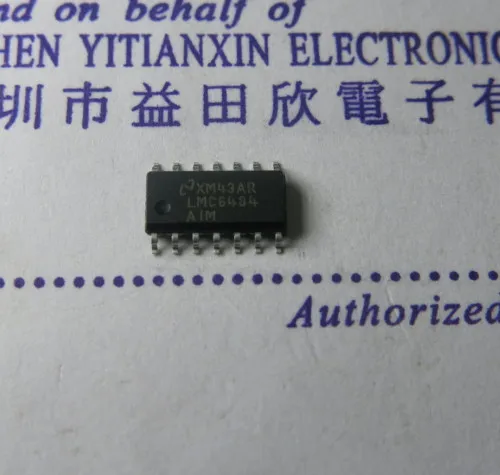 nd on behalf of
HEN YITIANXIN ELECTRONIC
圳市益田欣電子有
XM43AR
LMC6484
AIM
Authorized